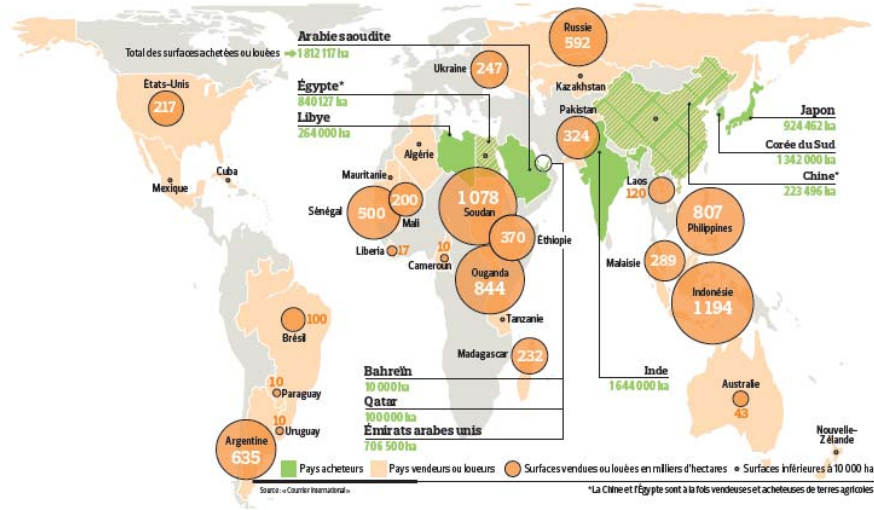 Arabie saoudite
Total des surfaces achetées ou louées
1 812 117 ha
Russie
592
Ukraine
247
Kazakhstan
États-Unis
217
Égypte*
840 127 ha
Libye
264 000 ha
Pakistan
324
Japon
924 462 ha
Corée du Sud
1 342 000 ha
Chine*
223 496 ha
Algérie
Mauritanie
Cuba
Mexique
Sénégal
500
200
Mali
1 078
Soudan
370
Éthiopie
Laos
120
807
Philippines
Liberia
17
10
Cameroun
Ouganda
844
Malaisie
289
Indonésie
1 194
Tanzanie
100
Brésil
Madagascar
232
Bahreïn
10 000 ha
Qatar
100 000 ha
Émirats arabes unis
706 500 ha
Inde
1 644 000 ha
Australie
43
10
Paraguay
10
Uruguay
Argentine
635
Nouvelle-
Zélande
Pays acheteurs
Pays vendeurs ou loueurs
Surfaces vendues ou louées en milliers d'hectares
Surfaces inférieures à 10 000 ha
Source : « Courrier international »
*La Chine et l'Égypte sont à la fois vendeuses et acheteuses de terres agricoles